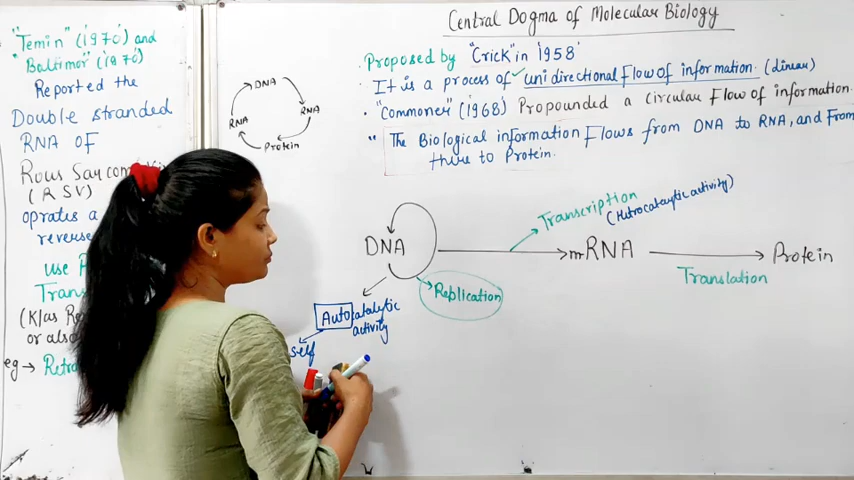 "Temin" (1970) and
"Baltimor" (1970)
Reported the
Double stranded
RNA of
Rous Sarcom
(RSV)
oprates a
reverse
use
Trans
(K/as Re
or also
eg → Retro
DNA
RNA
Protein
RNA
Central Dogma of Molecular Biology
Proposed by "Crick" in 1958'
It is a process of unidirectional flow of information. (linear)
"Commoner" (1968) Propounded a circular flow of information.
"The Biological information Flows from DNA to RNA, and From
there to Protein.
DNA
Transcription
(Hetrocatalytic activity)
mRNA
Protein
Translation
Replication
Autocatalytic
activity
self